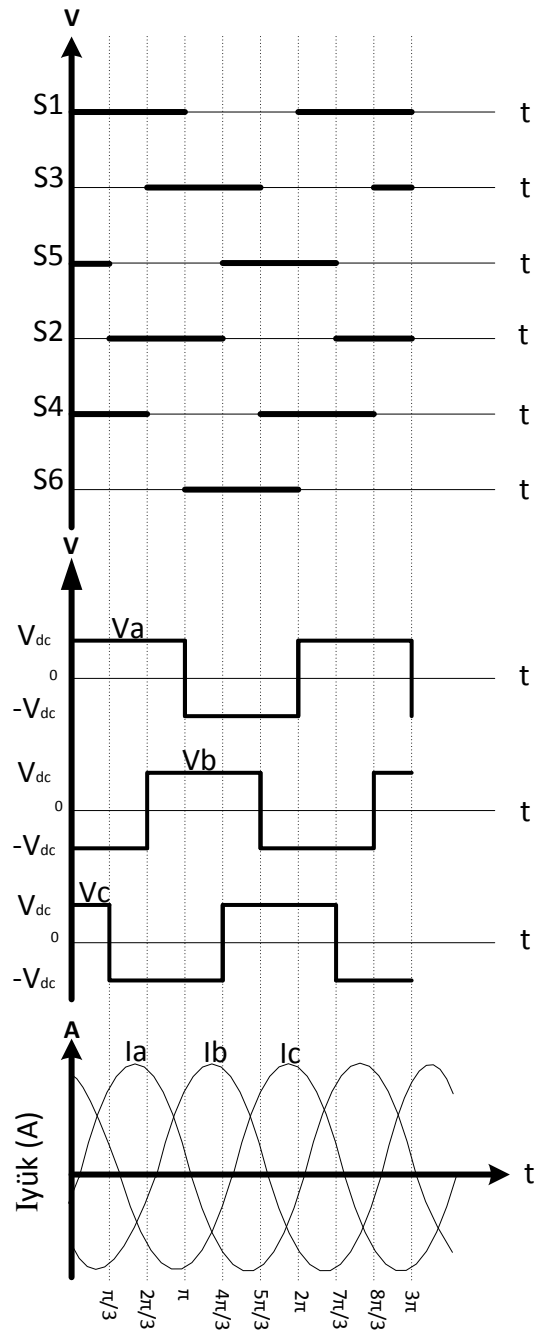 V
S1 t
S3 t
S5 t
S2 t
S4 t
S6 t
V
Va
Vdc
0 t
-Vdc
Vb
Vdc
0 t
-Vdc
Vc
Vdc
0 t
-Vdc
A
Ia Ib Ic
Iyük (A) t
π/3 2π/3 π 4π/3 5π/3 2π 7π/3 8π/3 3π